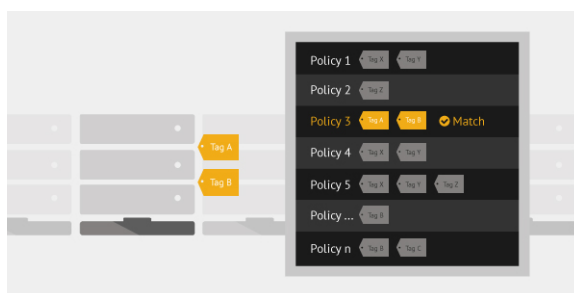 Tag A
Tag B
Policy 1 Tag X Tag Y
Policy 2 Tag Z
Policy 3 Tag A Tag B Match
Policy 4 Tag X Tag Y
Policy 5 Tag X Tag Y Tag Z
Policy ... Tag B
Policy n Tag B Tag C